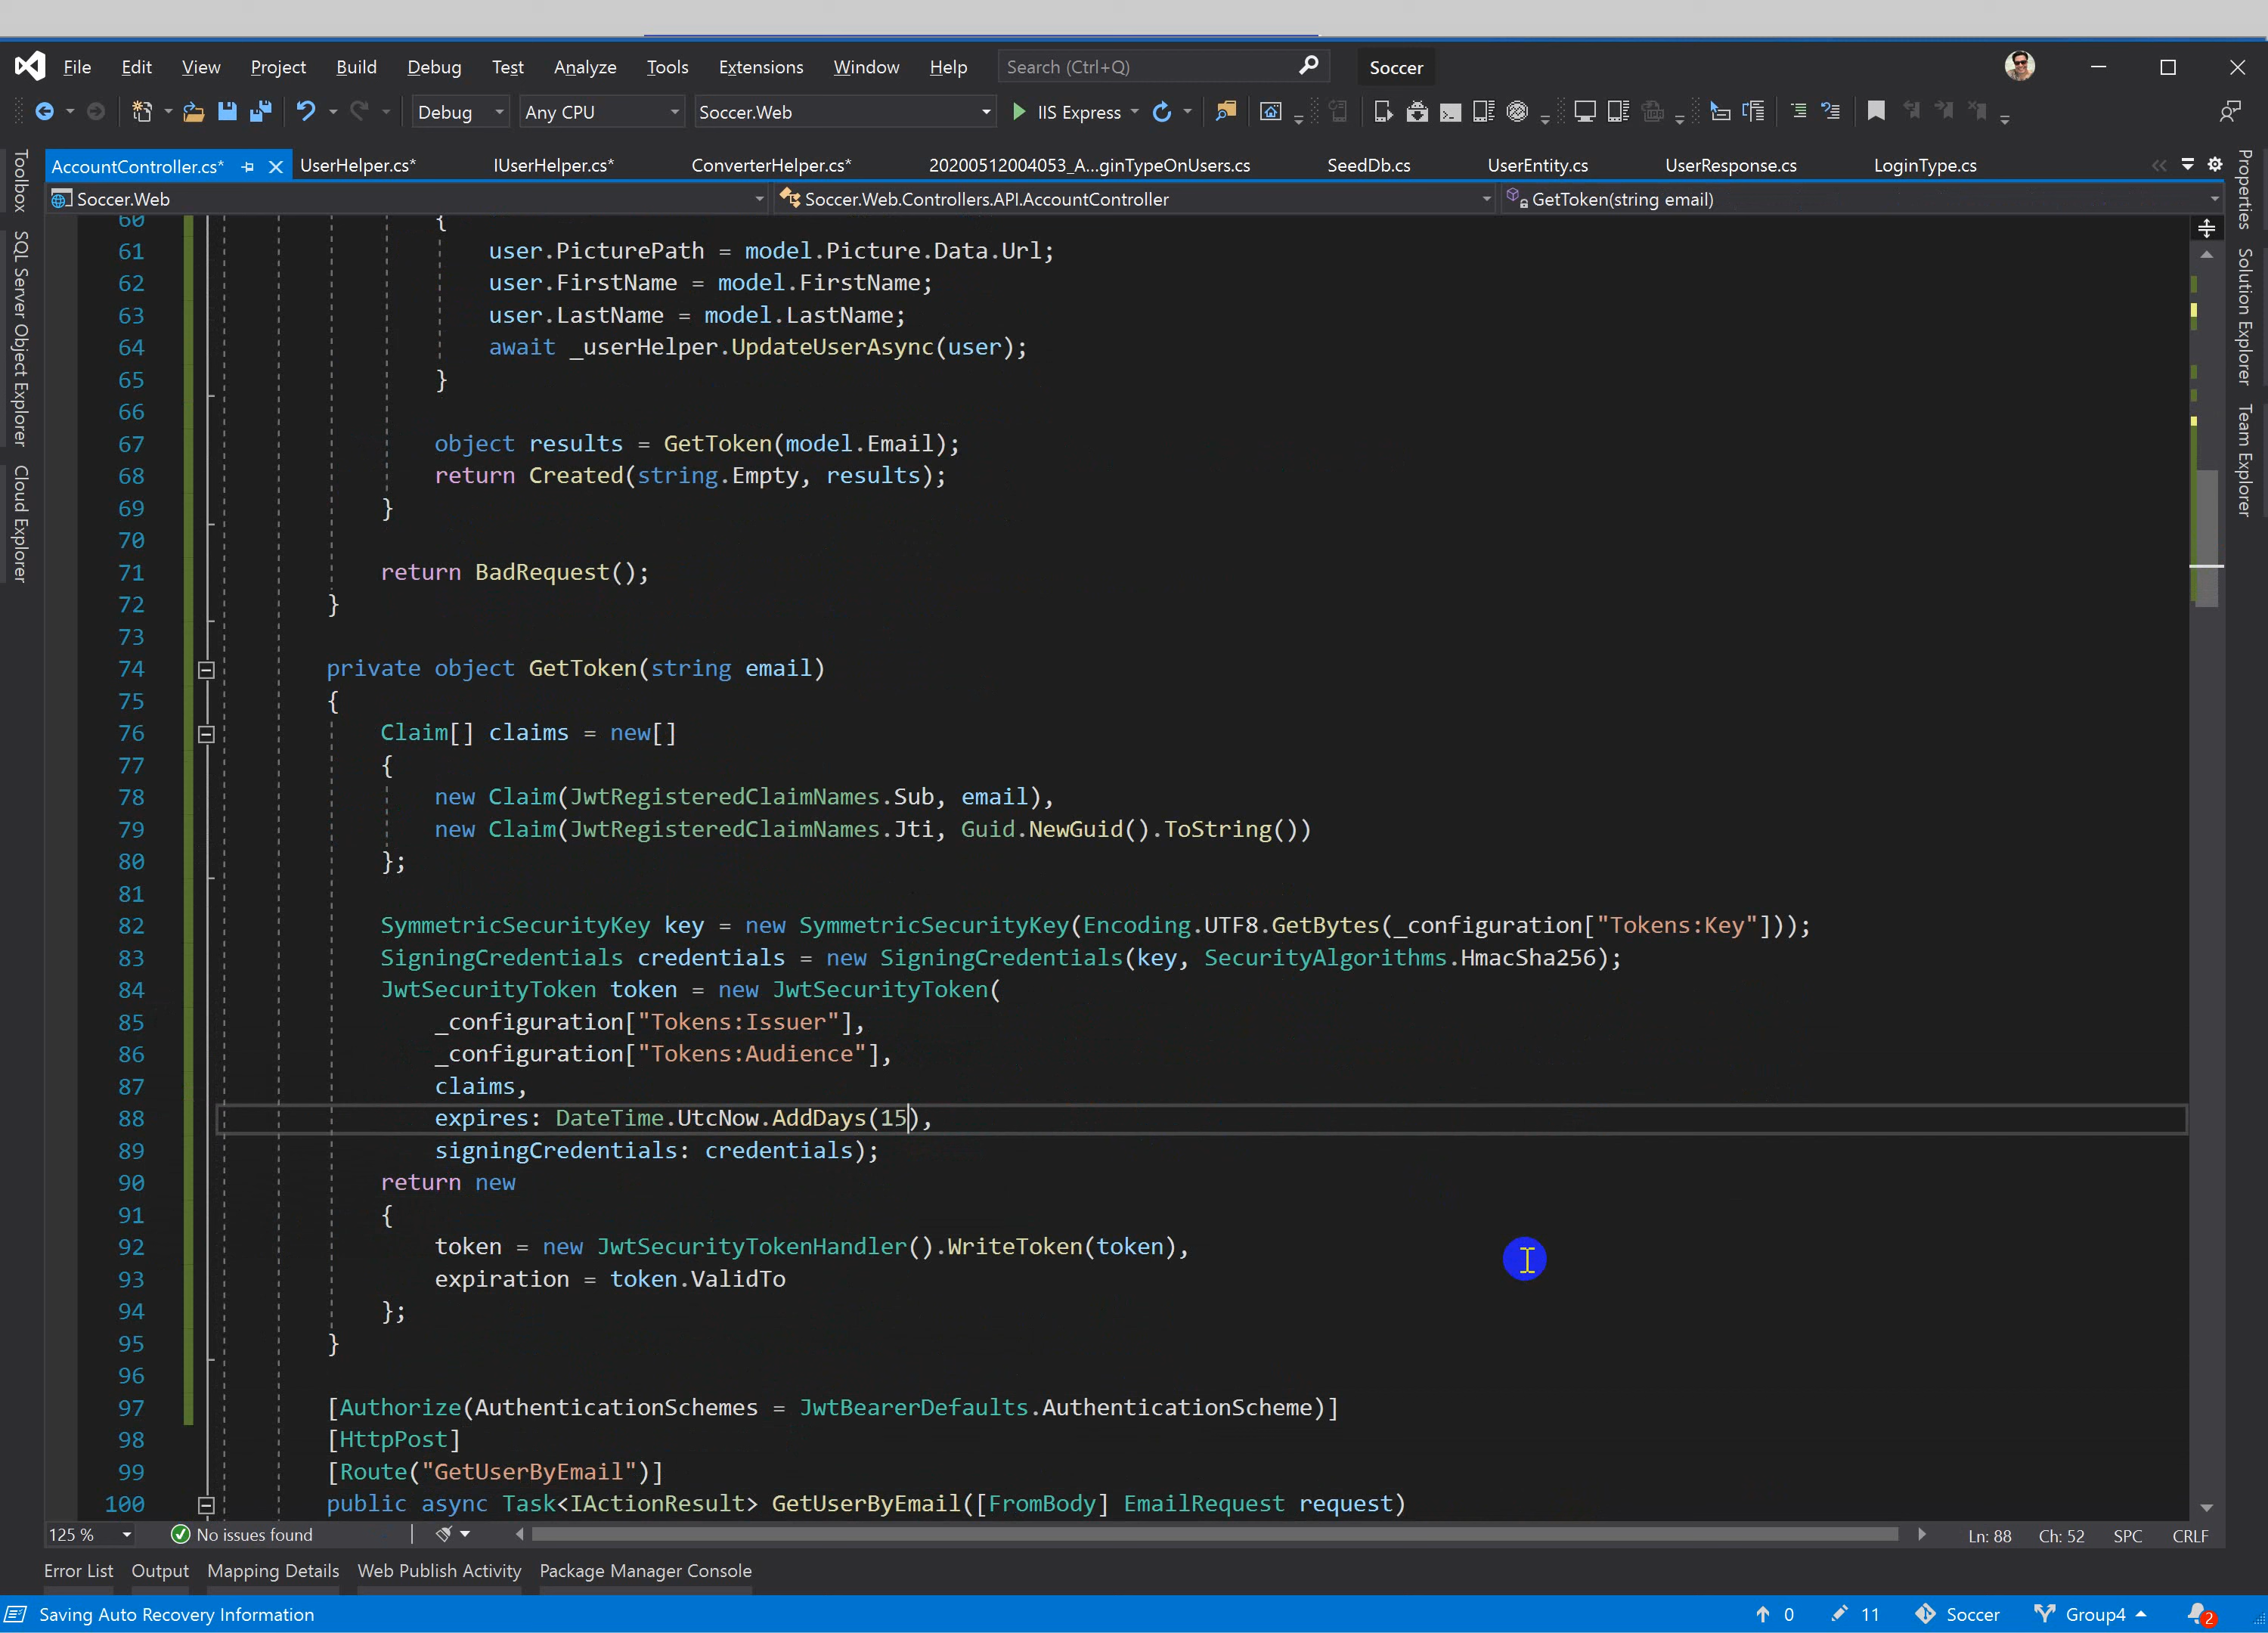 File Edit View Project Build Debug Test Analyze Tools Extensions Window Help Search (Ctrl+Q) Soccer
Debug Any CPU Soccer.Web IIS Express
AccountController.cs* UserHelper.cs* IUserHelper.cs* ConverterHelper.cs* 20200512004053_A...ginTypeOnUsers.cs SeedDb.cs UserEntity.cs UserResponse.cs LoginType.cs
Soccer.Web Soccer.Web.Controllers.API.AccountController GetToken(string email)
Toolbox
SQL Server Object Explorer
Cloud Explorer
60 {
61 user.PicturePath = model.Picture.Data.Url;
62 user.FirstName = model.FirstName;
63 user.LastName = model.LastName;
64 await _userHelper.UpdateUserAsync(user);
65 }
66
67 object results = GetToken(model.Email);
68 return Created(string.Empty, results);
69 }
70
71 return BadRequest();
72 }
73
74 private object GetToken(string email)
75 {
76 Claim[] claims = new[]
77 {
78 new Claim(JwtRegisteredClaimNames.Sub, email),
79 new Claim(JwtRegisteredClaimNames.Jti, Guid.NewGuid().ToString())
80 };
81
82 SymmetricSecurityKey key = new SymmetricSecurityKey(Encoding.UTF8.GetBytes(_configuration["Tokens:Key"]));
83 SigningCredentials credentials = new SigningCredentials(key, SecurityAlgorithms.HmacSha256);
84 JwtSecurityToken token = new JwtSecurityToken(
85 _configuration["Tokens:Issuer"],
86 _configuration["Tokens:Audience"],
87 claims,
88 expires: DateTime.UtcNow.AddDays(15),
89 signingCredentials: credentials);
90 return new
91 {
92 token = new JwtSecurityTokenHandler().WriteToken(token),
93 expiration = token.ValidTo
94 };
95 }
96
97 [Authorize(AuthenticationSchemes = JwtBearerDefaults.AuthenticationScheme)]
98 [HttpPost]
99 [Route("GetUserByEmail")]
100 public async Task<IActionResult> GetUserByEmail([FromBody] EmailRequest request)
Properties
Solution Explorer
Team Explorer
125 % No issues found Ln: 88 Ch: 52 SPC CRLF
Error List Output Mapping Details Web Publish Activity Package Manager Console
Saving Auto Recovery Information 0 11 Soccer Group4 2